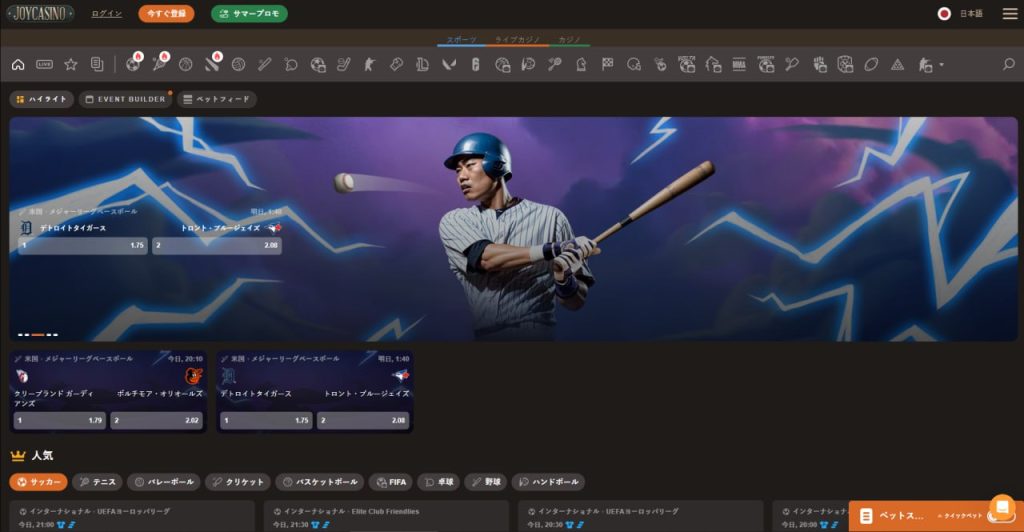 JOYCASINO
ログイン
今すぐ登録
サマープロモ
日本語
スポーツ
ライブカジノ
カジノ
LIVE
ハイライト
EVENT BUILDER
ベットフィード
米国 · メジャーリーグベースボール
明日, 1:40
デトロイトタイガース
トロント・ブルージェイズ
1 1.75
2 2.08
米国 · メジャーリーグベースボール
今日, 20:10
クリーブランド ガーディアンズ
ボルチモア・オリオールズ
1 1.79
2 2.02
米国 · メジャーリーグベースボール
明日, 1:40
デトロイトタイガース
トロント・ブルージェイズ
1 1.75
2 2.08
人気
サッカー
テニス
バレーボール
クリケット
バスケットボール
FIFA
卓球
野球
ハンドボール
インターナショナル · UEFAヨーロッパリーグ
今日, 21:00
インターナショナル · Elite Club Friendlies
今日, 21:30
インターナショナル · UEFAヨーロッパリーグ
今日, 20:30
インターナショナル
今日, 20:30
ベットス...
クイックベット